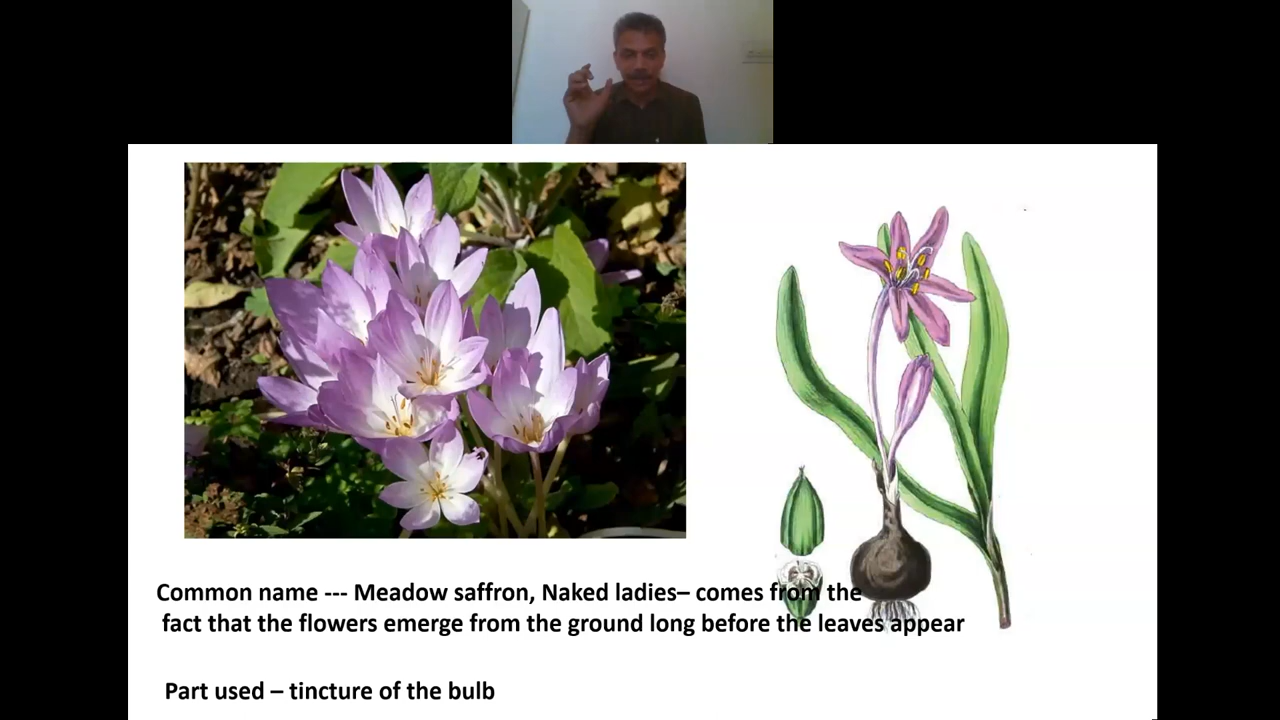 Common name --- Meadow saffron, Naked ladies– comes from the
fact that the flowers emerge from the ground long before the leaves appear
Part used – tincture of the bulb